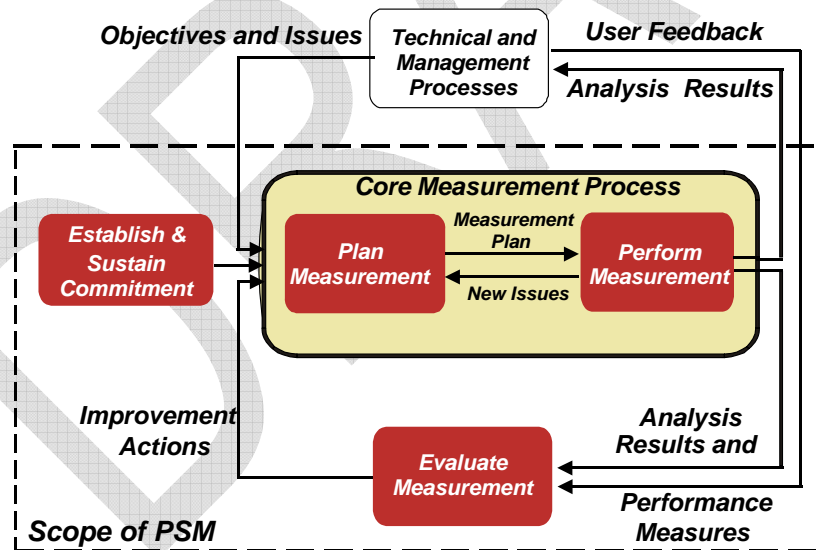 Objectives and Issues
Technical and
Management
Processes
User Feedback
Analysis Results
Core Measurement Process
Establish &
Sustain
Commitment
Plan
Measurement
Measurement
Plan
New Issues
Perform
Measurement
Improvement
Actions
Evaluate
Measurement
Analysis
Results and
Performance
Measures
Scope of PSM